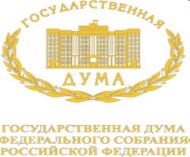 ГОСУДАРСТВЕННАЯ
ДУМА
ГОСУДАРСТВЕННАЯ ДУМА
ФЕДЕРАЛЬНОГО СОБРАНИЯ
РОССИЙСКОЙ ФЕДЕРАЦИИ